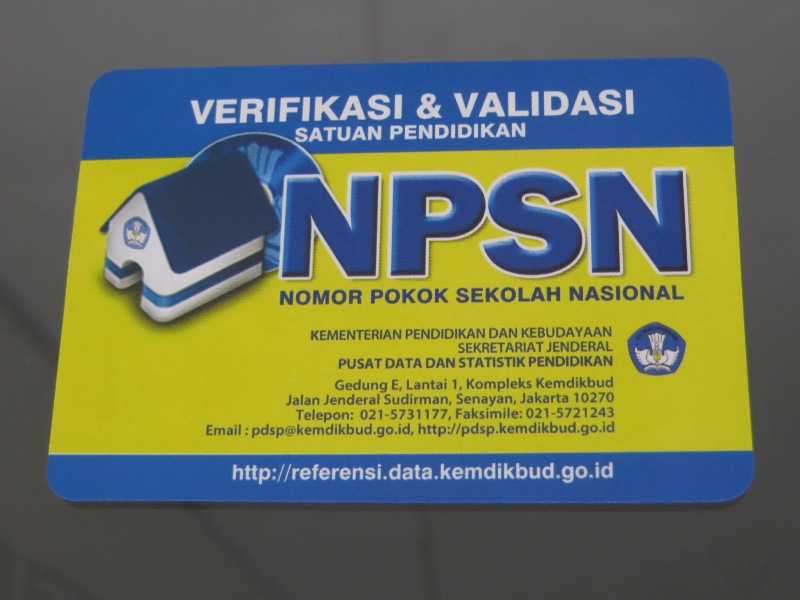 VERIFIKASI & VALIDASI
SATUAN PENDIDIKAN
NPSN
NOMOR POKOK SEKOLAH NASIONAL
KEMENTERIAN PENDIDIKAN DAN KEBUDAYAAN
SEKRETARIAT JENDERAL
PUSAT DATA DAN STATISTIK PENDIDIKAN
Gedung E, Lantai 1, Kompleks Kemdikbud
Jalan Jenderal Sudirman, Senayan, Jakarta 10270
Telepon: 021-5731177, Faksimile: 021-5721243
Email : pdsp@kemdikbud.go.id, http://pdsp.kemdikbud.go.id
http://referensi.data.kemdikbud.go.id